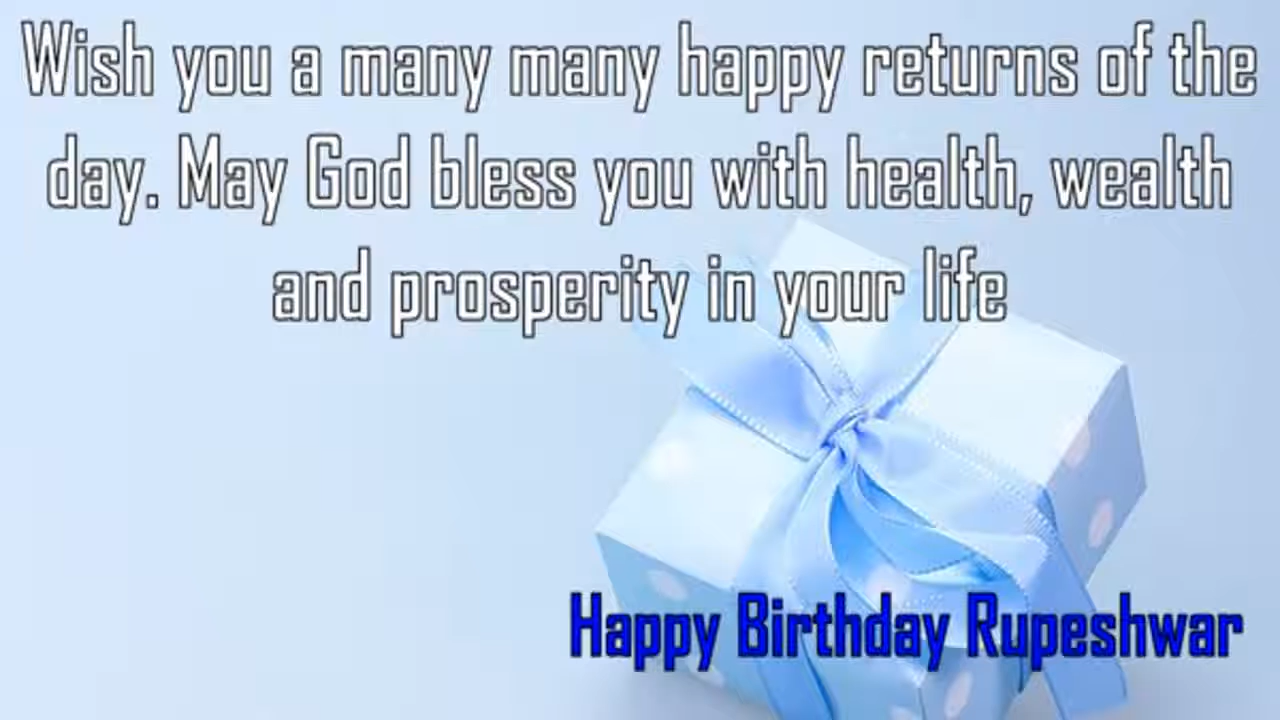 Wish you a many many happy returns of the
day. May God bless you with health, wealth
and prosperity in your life
Happy Birthday Rupeshwar